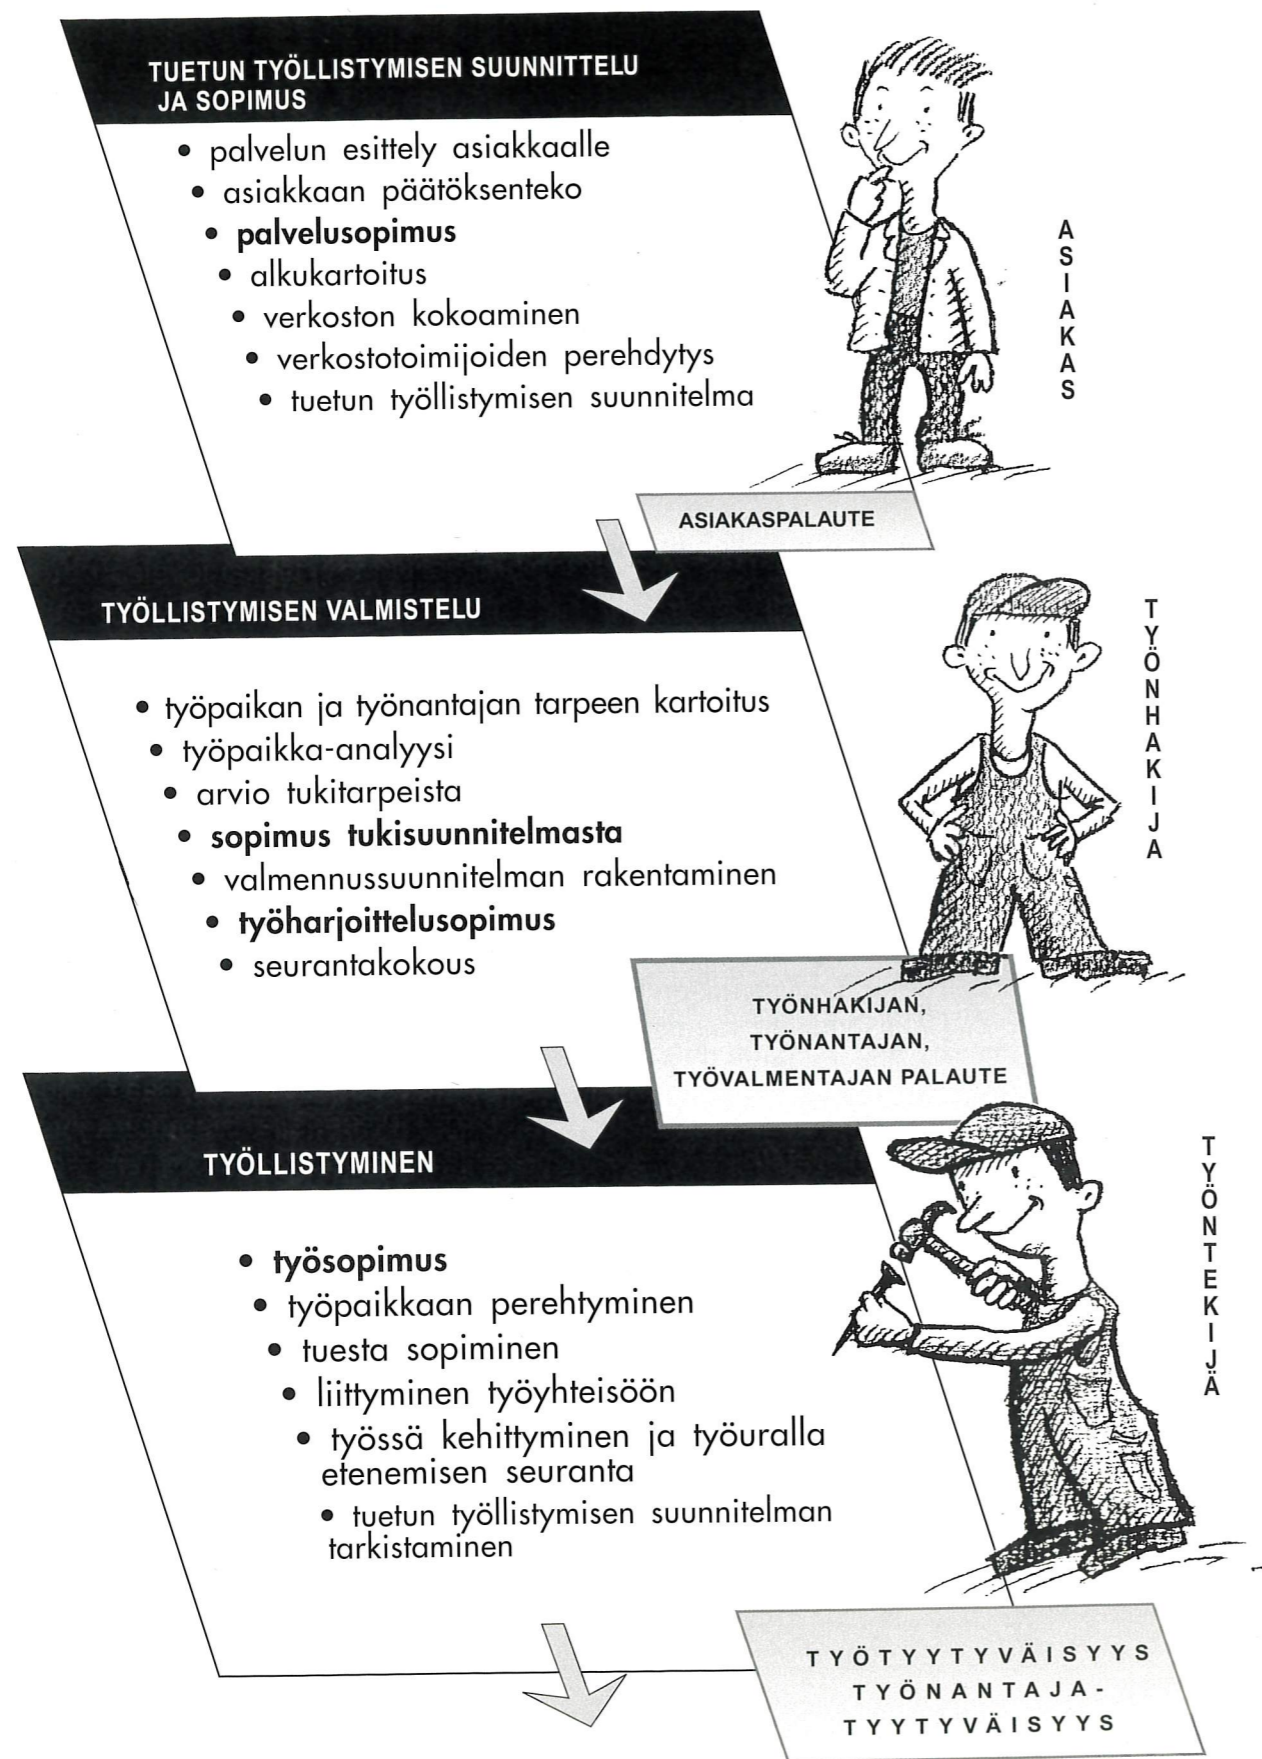 TUETUN TYÖLLISTYMISEN SUUNNITTELU
JA SOPIMUS
• palvelun esittely asiakkaalle
• asiakkaan päätöksenteko
• palvelusopimus
• alkukartoitus
• verkoston kokoaminen
• verkostotoimijoiden perehdytys
• tuetun työllistymisen suunnitelma
ASIAKAS
ASIAKASPALAUTE
TYÖLLISTYMISEN VALMISTELU
• työpaikan ja työnantajan tarpeen kartoitus
• työpaikka-analyysi
• arvio tukitarpeista
• sopimus tukisuunnitelmasta
• valmennussuunnitelman rakentaminen
• työharjoittelusopimus
• seurantakokous
TYÖNHAKIJA
TYÖNHAKIJAN,
TYÖNANTAJAN,
TYÖVALMENTAJAN PALAUTE
TYÖLLISTYMINEN
• työsopimus
• työpaikkaan perehtyminen
• tuesta sopiminen
• liittyminen työyhteisöön
• työssä kehittyminen ja työuralla
etenemisen seuranta
• tuetun työllistymisen suunnitelman
tarkistaminen
TYÖNTEKIJÄ
TYÖTYYTYVÄISYYS
TYÖNANTAJA-
TYYTYVÄISYYS